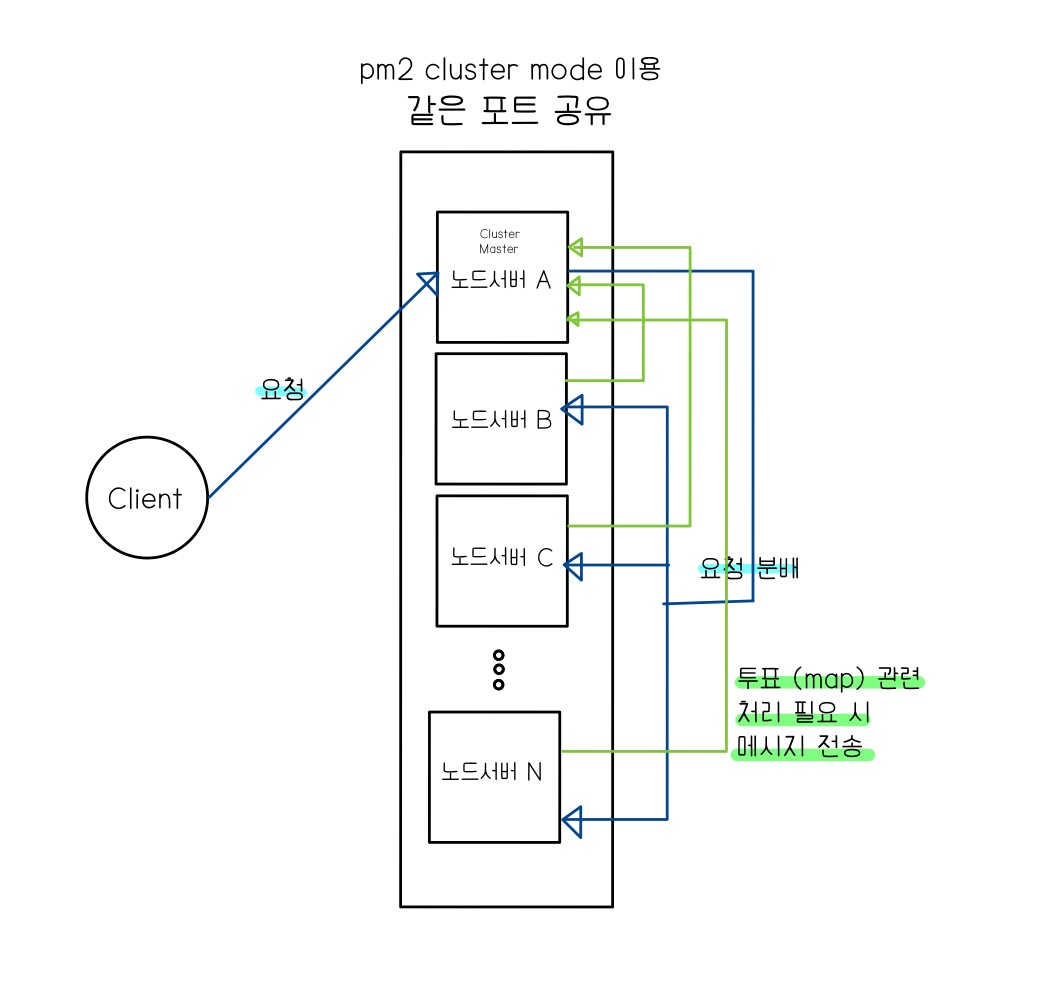 pm2 cluster mode 이용
같은 포트 공유
Cluster
Master
노드서버 A
요청
노드서버 B
Client
노드서버 C
요청 분배
투표 (map) 관련
처리 필요 시
메시지 전송
노드서버 N